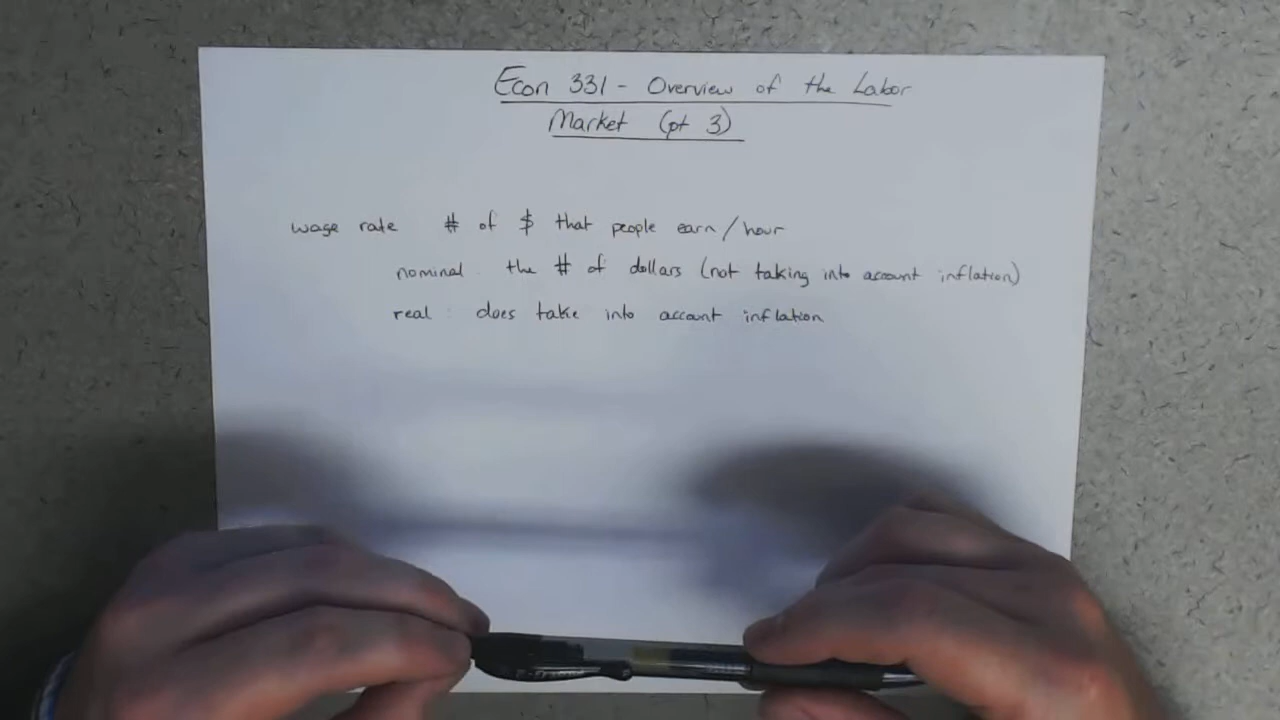 Econ 331 - Overview of the Labor
Market (pt 3)
wage rate # of $ that people earn/hour
nominal : the # of dollars (not taking into account inflation)
real : does take into account inflation